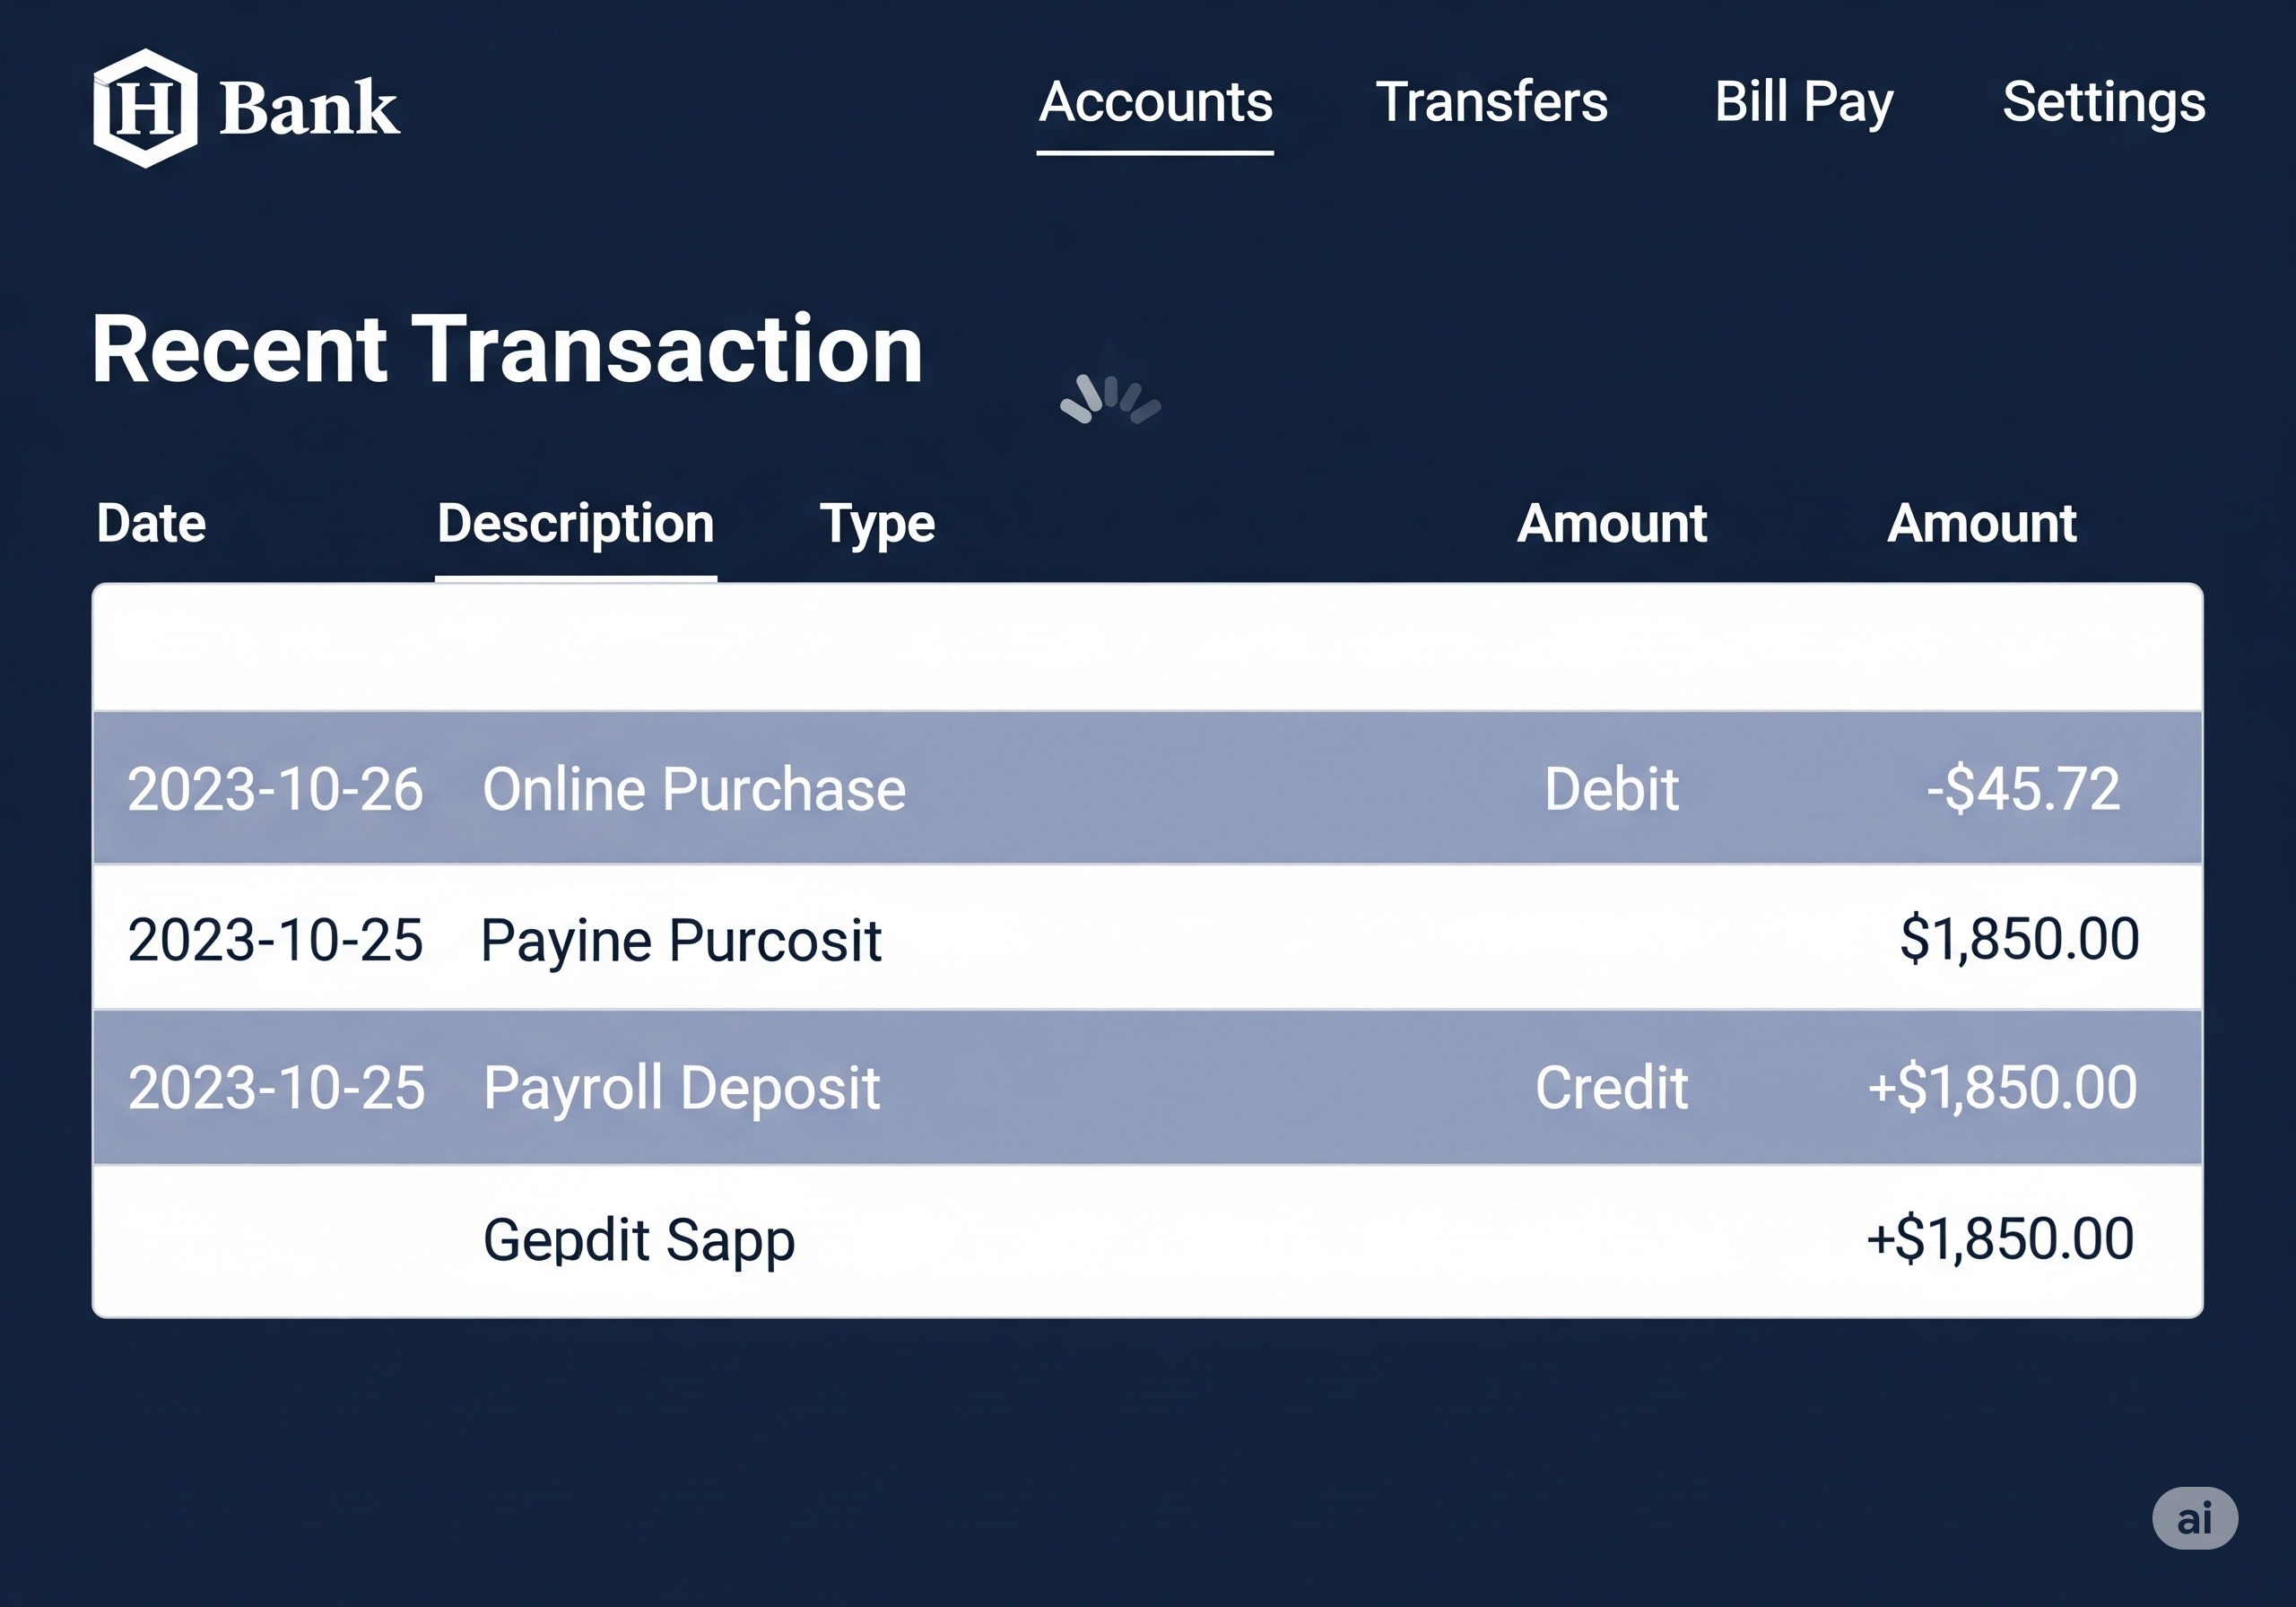 H Bank
Accounts Transfers Bill Pay Settings
Recent Transaction
Date Description Type Amount Amount
2023-10-26 Online Purchase Debit -$45.72
2023-10-25 Payine Purcosit $1,850.00
2023-10-25 Payroll Deposit Credit +$1,850.00
Gepdit Sapp +$1,850.00
ai